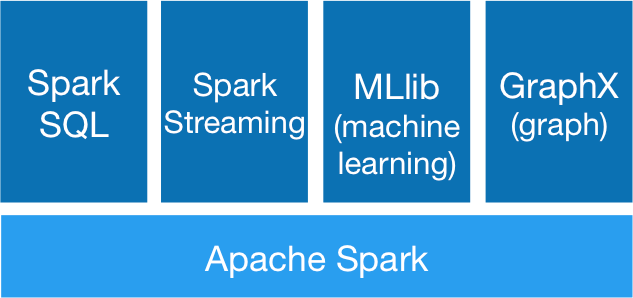 Spark
SQL
Spark
Streaming
MLlib
(machine
learning)
GraphX
(graph)
Apache Spark